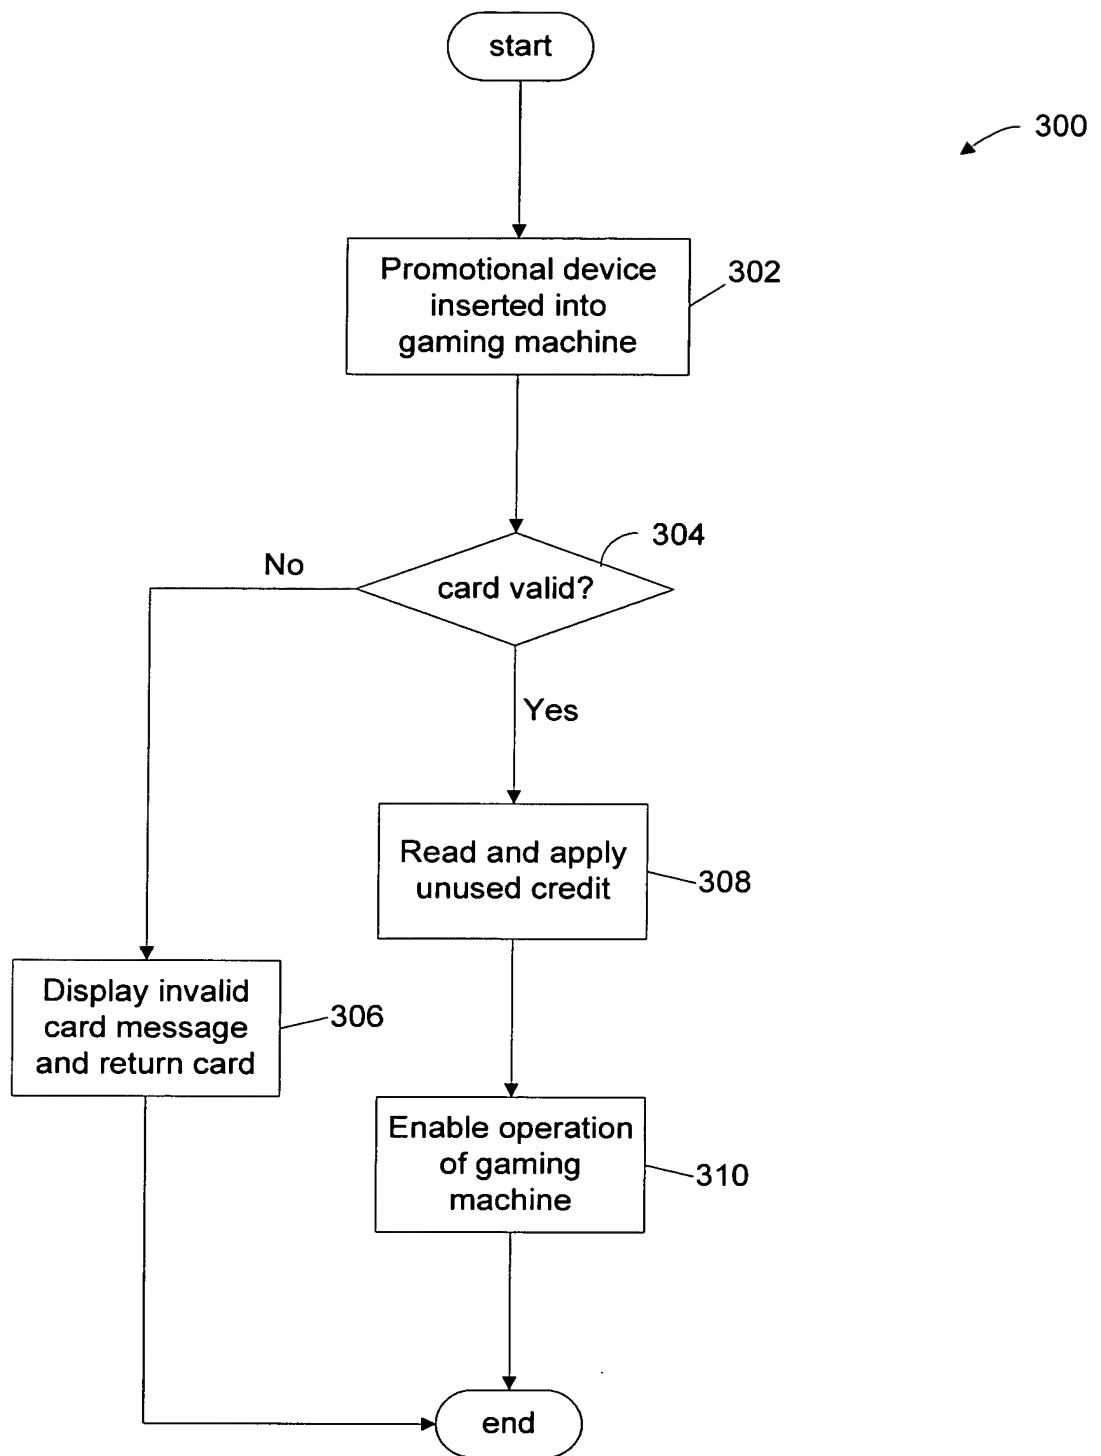 start
300
Promotional device
inserted into
gaming machine
302
304
No
card valid?
Yes
Read and apply
unused credit
308
Display invalid
card message
and return card
306
Enable operation
of gaming
machine
310
end